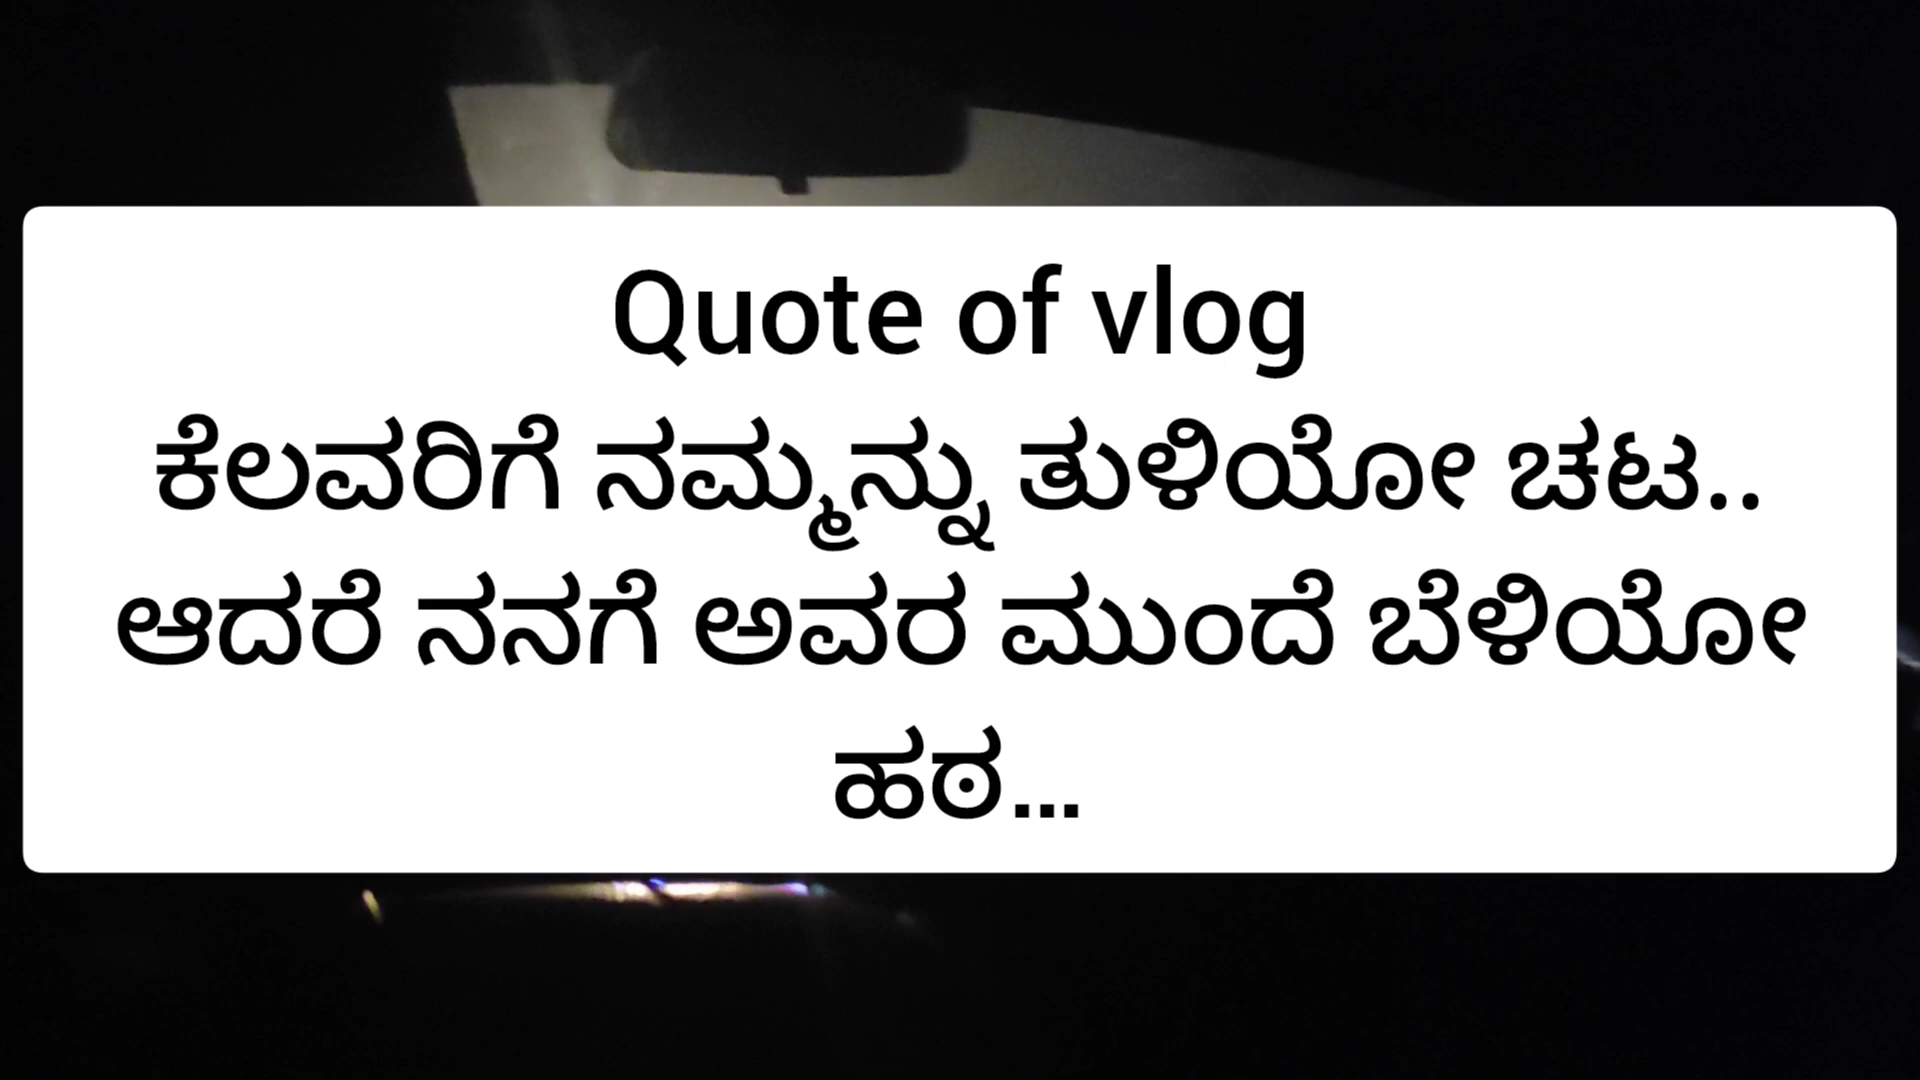 Quote of vlog
ಕೆಲವರಿಗೆ ನಮ್ಮನ್ನು ತುಳಿಯೋ ಚಟ..
ಆದರೆ ನನಗೆ ಅವರ ಮುಂದೆ ಬೆಳಿಯೋ
ಹಠ...